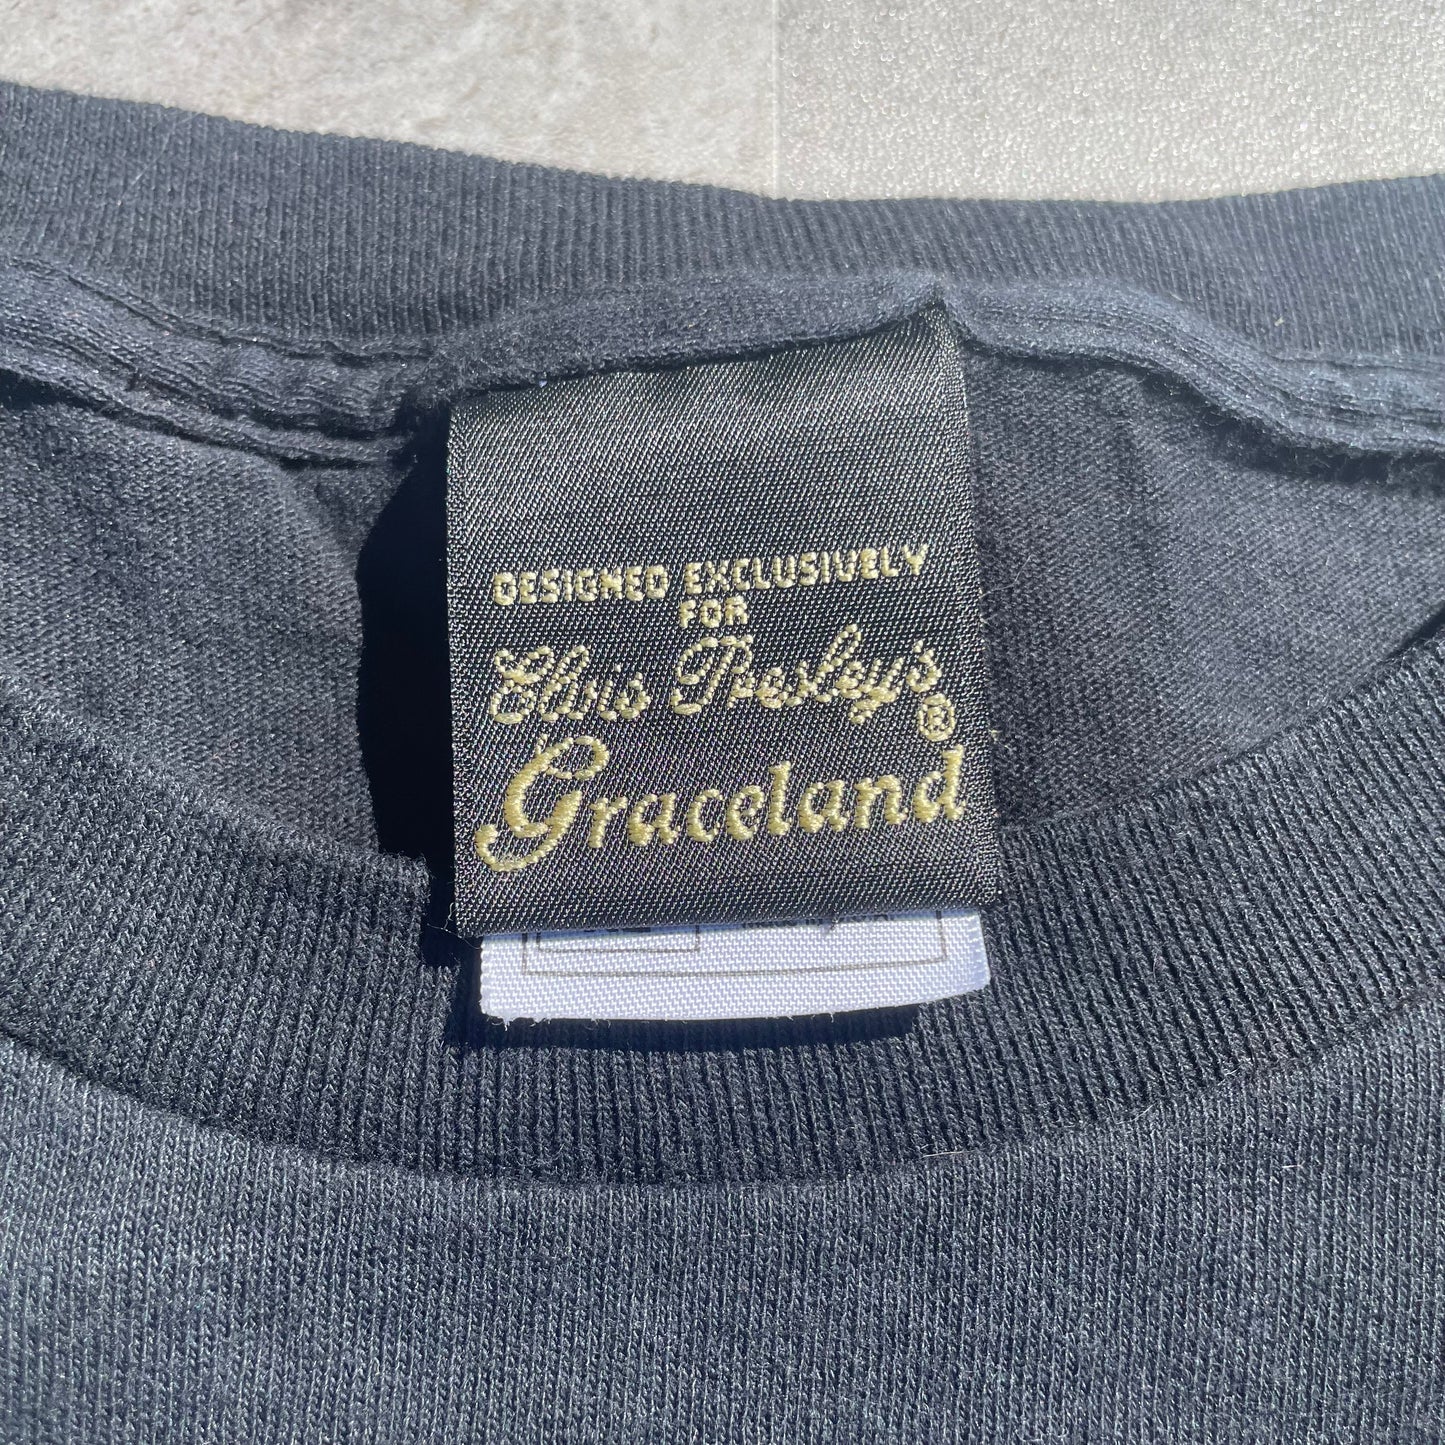 DESIGNED EXCLUSIVELY
FOR
Elvis Presley's
®
Graceland